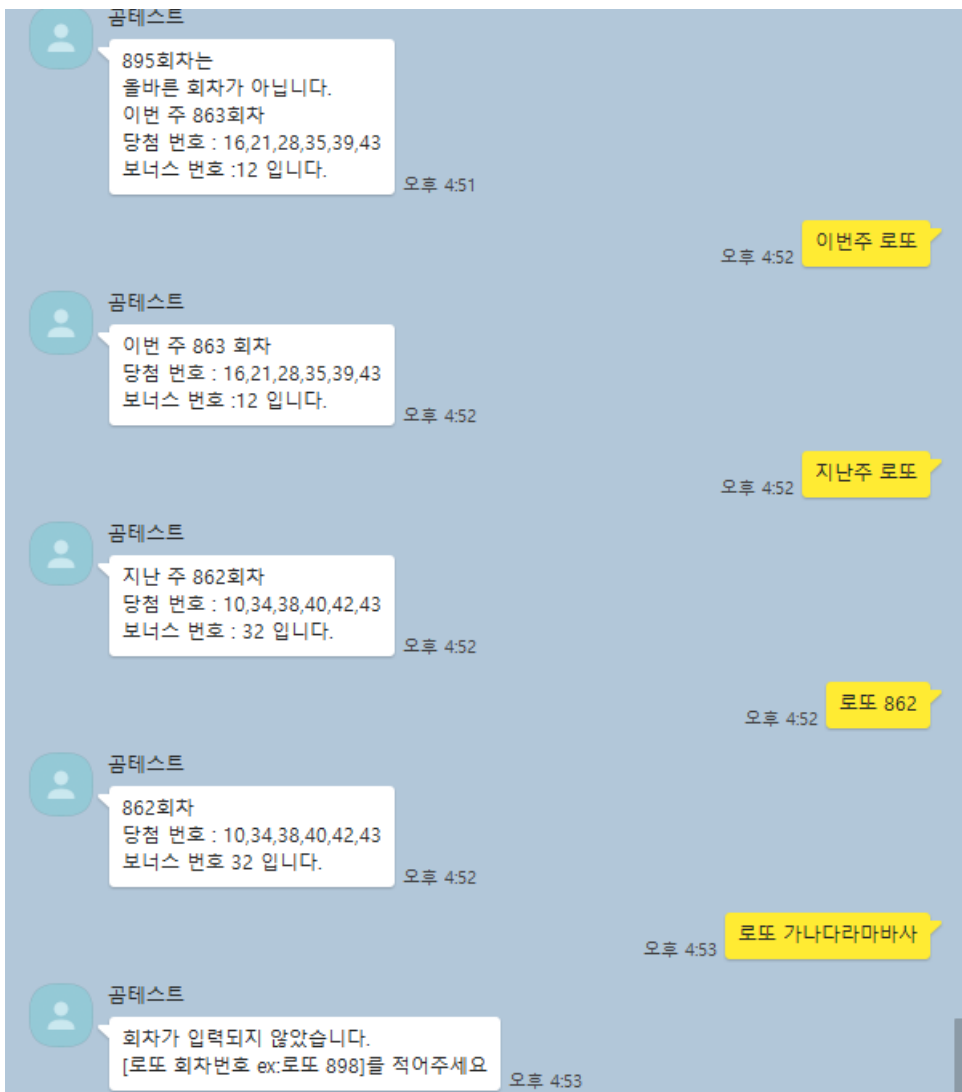 곰테스트
895회차는
올바른 회차가 아닙니다.
이번 주 863회차
당첨 번호 : 16,21,28,35,39,43
보너스 번호 :12 입니다.
오후 4:51
이번주 로또
오후 4:52
곰테스트
이번 주 863 회차
당첨 번호 : 16,21,28,35,39,43
보너스 번호 :12 입니다.
오후 4:52
지난주 로또
오후 4:52
곰테스트
지난 주 862회차
당첨 번호 : 10,34,38,40,42,43
보너스 번호 : 32 입니다.
오후 4:52
로또 862
오후 4:52
곰테스트
862회차
당첨 번호 : 10,34,38,40,42,43
보너스 번호 32 입니다.
오후 4:52
로또 가나다라마바사
오후 4:53
곰테스트
회차가 입력되지 않았습니다.
[로또 회차번호 ex:로또 898]를 적어주세요
오후 4:53